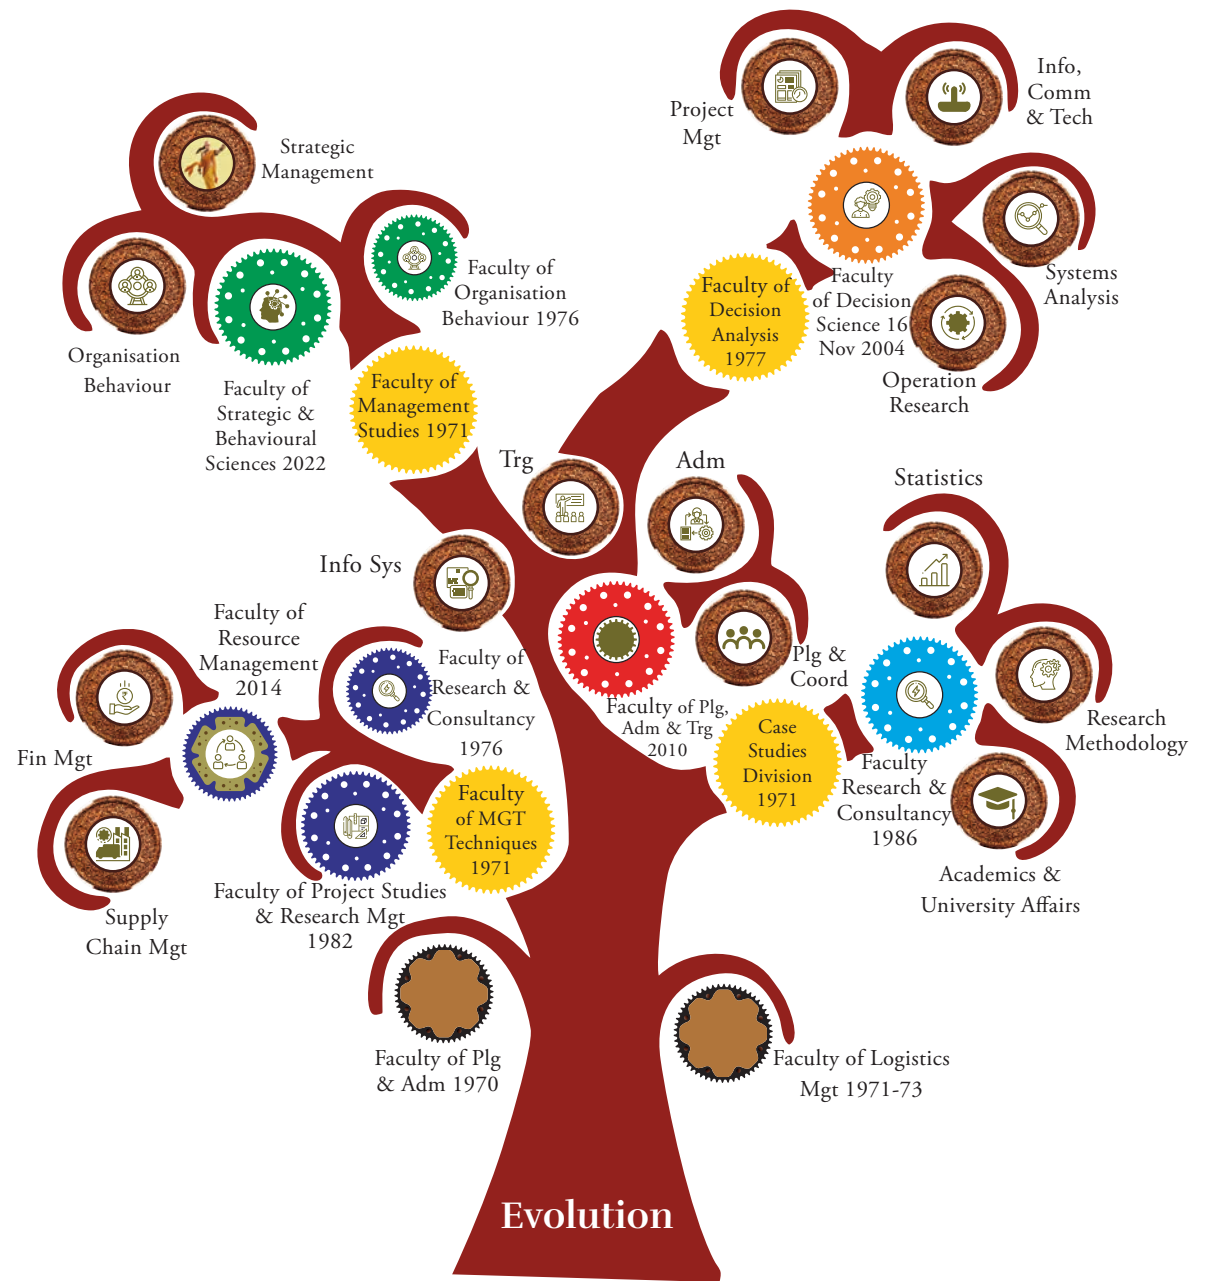 Info,
Comm
& Tech
Project
Mgt
Strategic
Management
Faculty of
Organisation
Behaviour 1976
Systems
Analysis
Faculty of
Decision
Analysis
1977
Faculty
of Decision
Science 16
Nov 2004
Organisation
Behaviour
Operation
Research
Faculty of
Strategic &
Behavioural
Sciences 2022
Faculty of
Management
Studies 1971
Trg
Adm
Statistics
Info Sys
Faculty of
Resource
Management
2014
Faculty of
Research &
Consultancy
1976
Plg &
Coord
Faculty of Plg,
Adm & Trg
2010
Research
Methodology
Fin Mgt
Case
Studies
Division
1971
Faculty
Research &
Consultancy
1986
Faculty
of MGT
Techniques
1971
Academics &
University Affairs
Faculty of Project Studies
& Research Mgt
1982
Supply
Chain Mgt
Faculty of Plg
& Adm 1970
Faculty of Logistics
Mgt 1971-73
Evolution